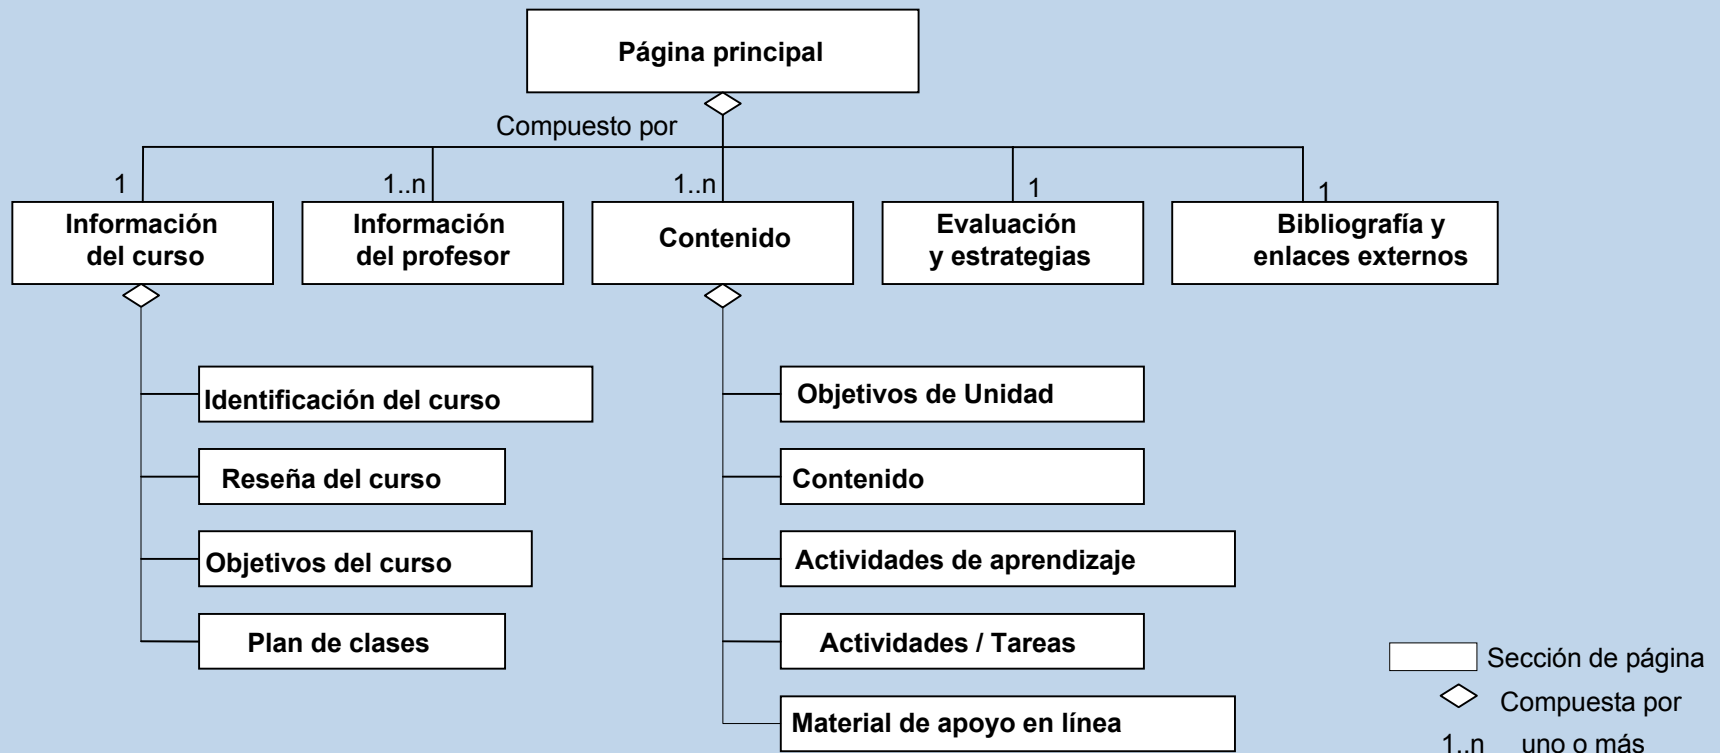 Página principal
Compuesto por
1
1..n
1..n
1
1
Información
del curso
Información
del profesor
Contenido
Evaluación
y estrategias
Bibliografía y
enlaces externos
Identificación del curso
Reseña del curso
Objetivos del curso
Plan de clases
Objetivos de Unidad
Contenido
Actividades de aprendizaje
Actividades / Tareas
Material de apoyo en línea
Sección de página
Compuesta por
1..n uno o más